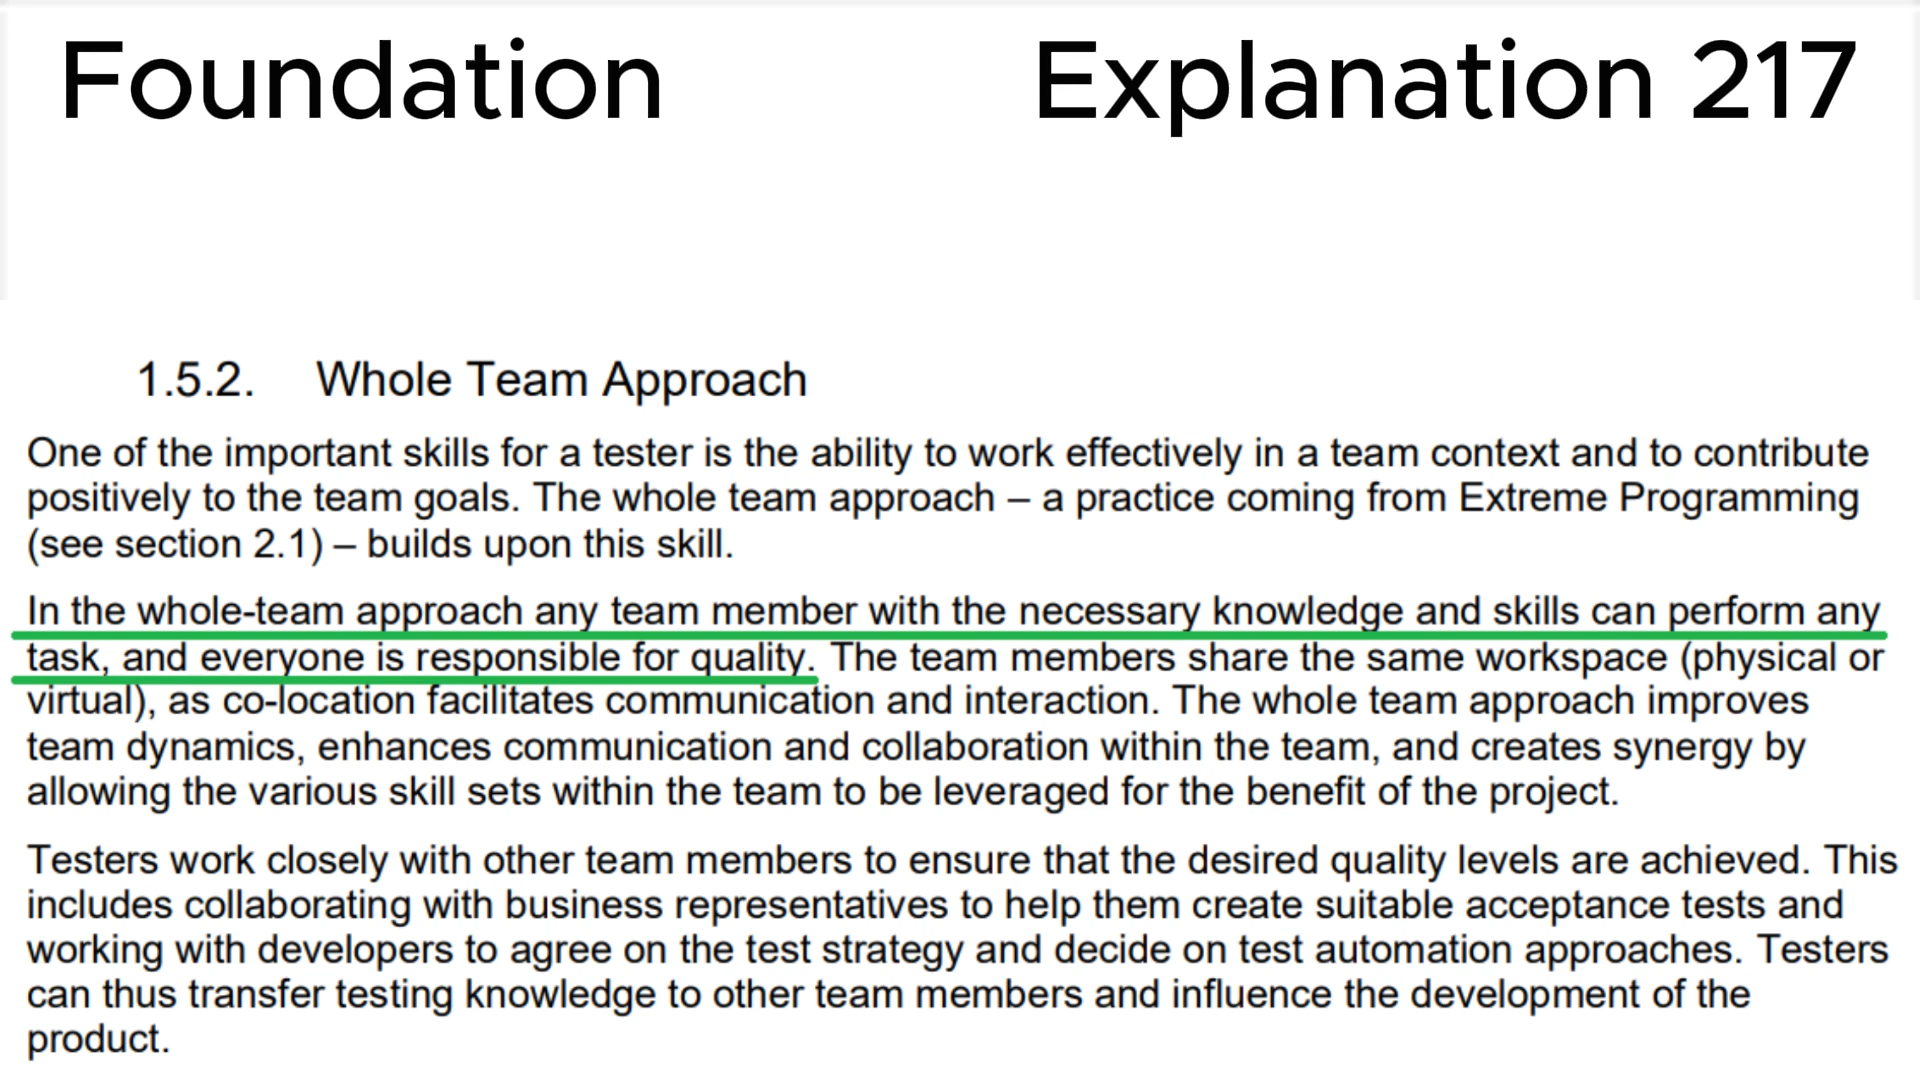 Foundation Explanation 217
1.5.2. Whole Team Approach
One of the important skills for a tester is the ability to work effectively in a team context and to contribute
positively to the team goals. The whole team approach – a practice coming from Extreme Programming
(see section 2.1) – builds upon this skill.
In the whole-team approach any team member with the necessary knowledge and skills can perform any
task, and everyone is responsible for quality. The team members share the same workspace (physical or
virtual), as co-location facilitates communication and interaction. The whole team approach improves
team dynamics, enhances communication and collaboration within the team, and creates synergy by
allowing the various skill sets within the team to be leveraged for the benefit of the project.
Testers work closely with other team members to ensure that the desired quality levels are achieved. This
includes collaborating with business representatives to help them create suitable acceptance tests and
working with developers to agree on the test strategy and decide on test automation approaches. Testers
can thus transfer testing knowledge to other team members and influence the development of the
product.